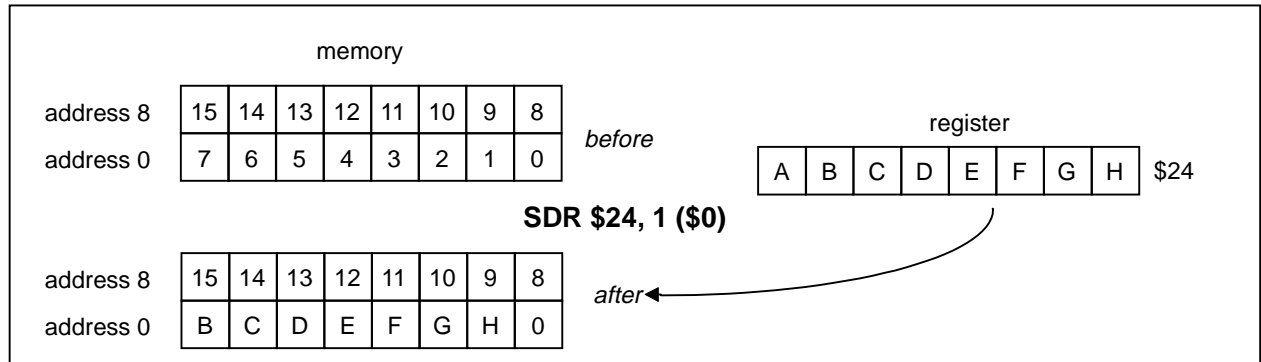 memory
address 8 15 14 13 12 11 10 9 8
address 0 7 6 5 4 3 2 1 0
before
register
A B C D E F G H $24
SDR $24, 1 ($0)
address 8 15 14 13 12 11 10 9 8
address 0 B C D E F G H 0
after